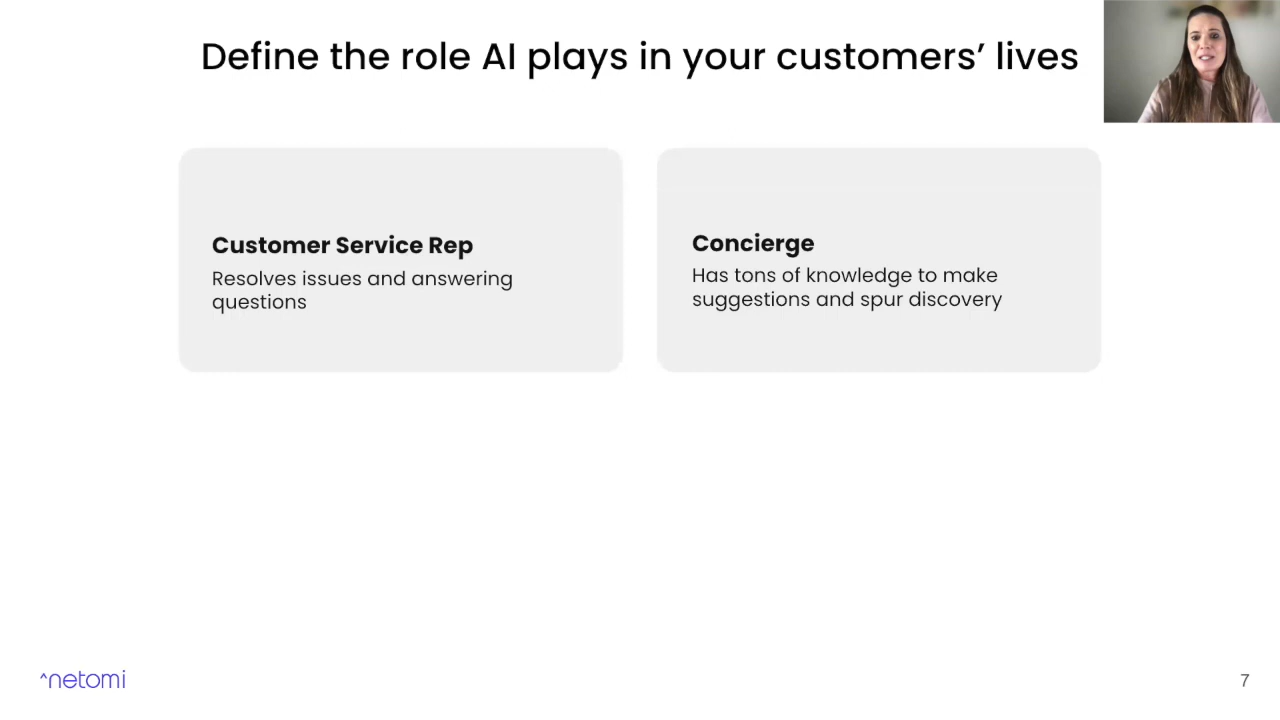 Define the role AI plays in your customers’ lives
Customer Service Rep
Resolves issues and answering
questions
Concierge
Has tons of knowledge to make
suggestions and spur discovery
^netomi
7